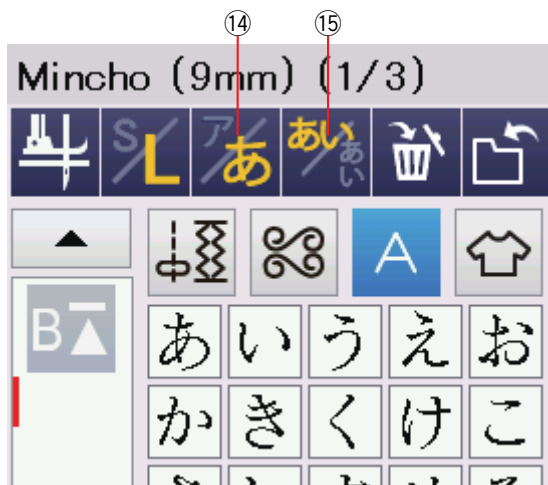 ⑭ ⑮
Mincho (9mm) (1/3)
S/L ア/あ あい/あい
A
B
あ い う え お
か き く け こ